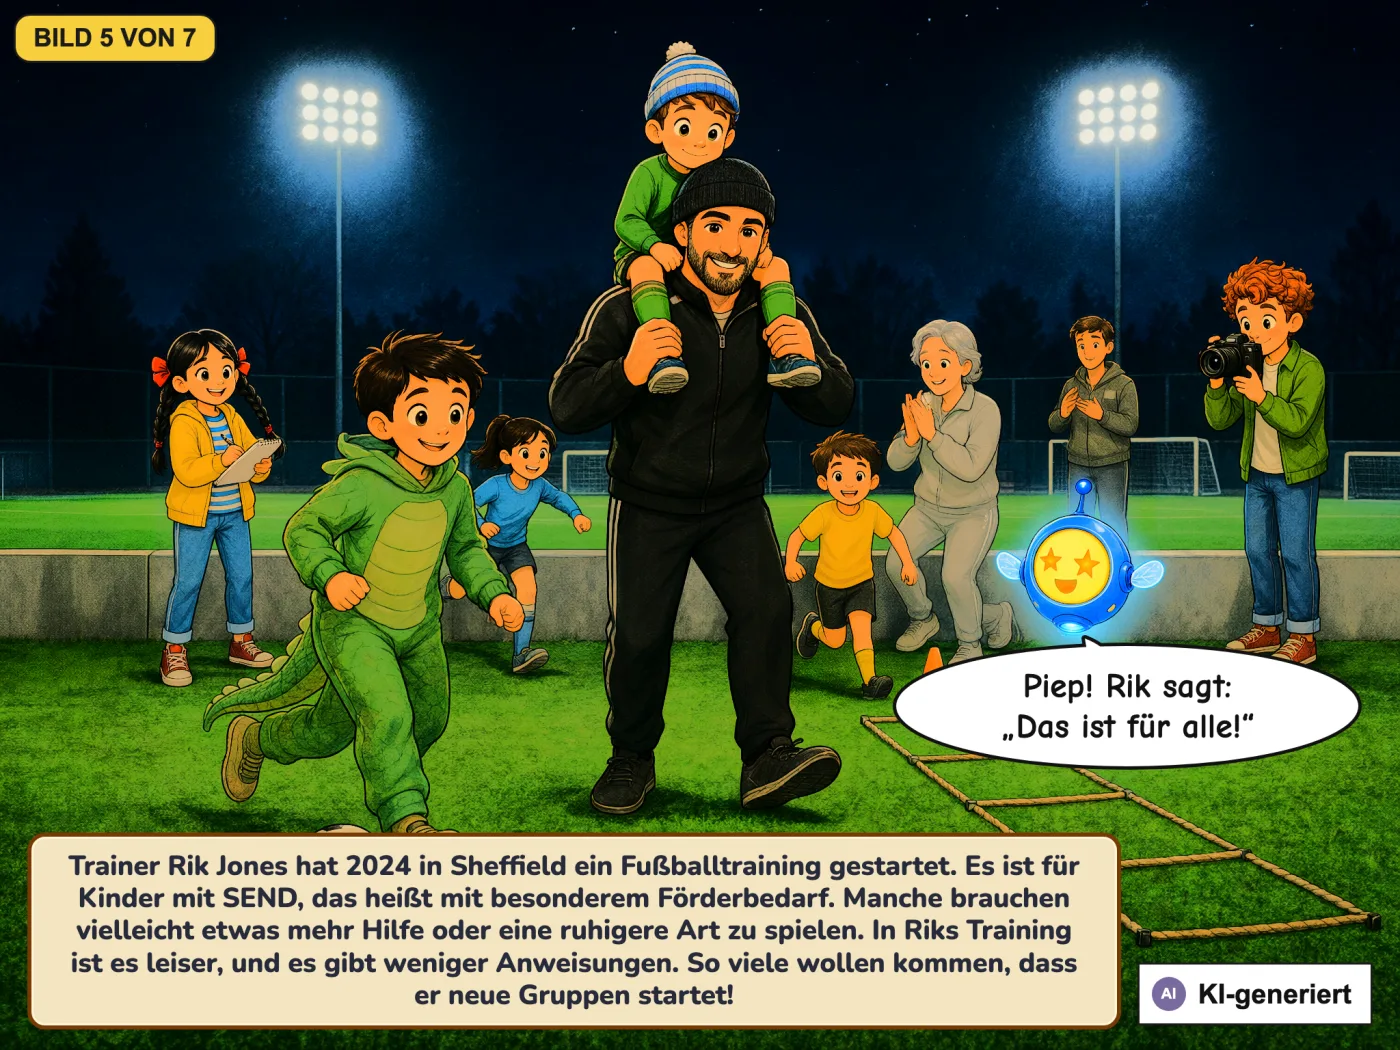 BILD 5 VON 7
Piep! Rik sagt:
„Das ist für alle!“
Trainer Rik Jones hat 2024 in Sheffield ein Fußballtraining gestartet. Es ist für
Kinder mit SEND, das heißt mit besonderem Förderbedarf. Manche brauchen
vielleicht etwas mehr Hilfe oder eine ruhigere Art zu spielen. In Riks Training
ist es leiser, und es gibt weniger Anweisungen. So viele wollen kommen, dass
er neue Gruppen startet!
AI KI-generiert